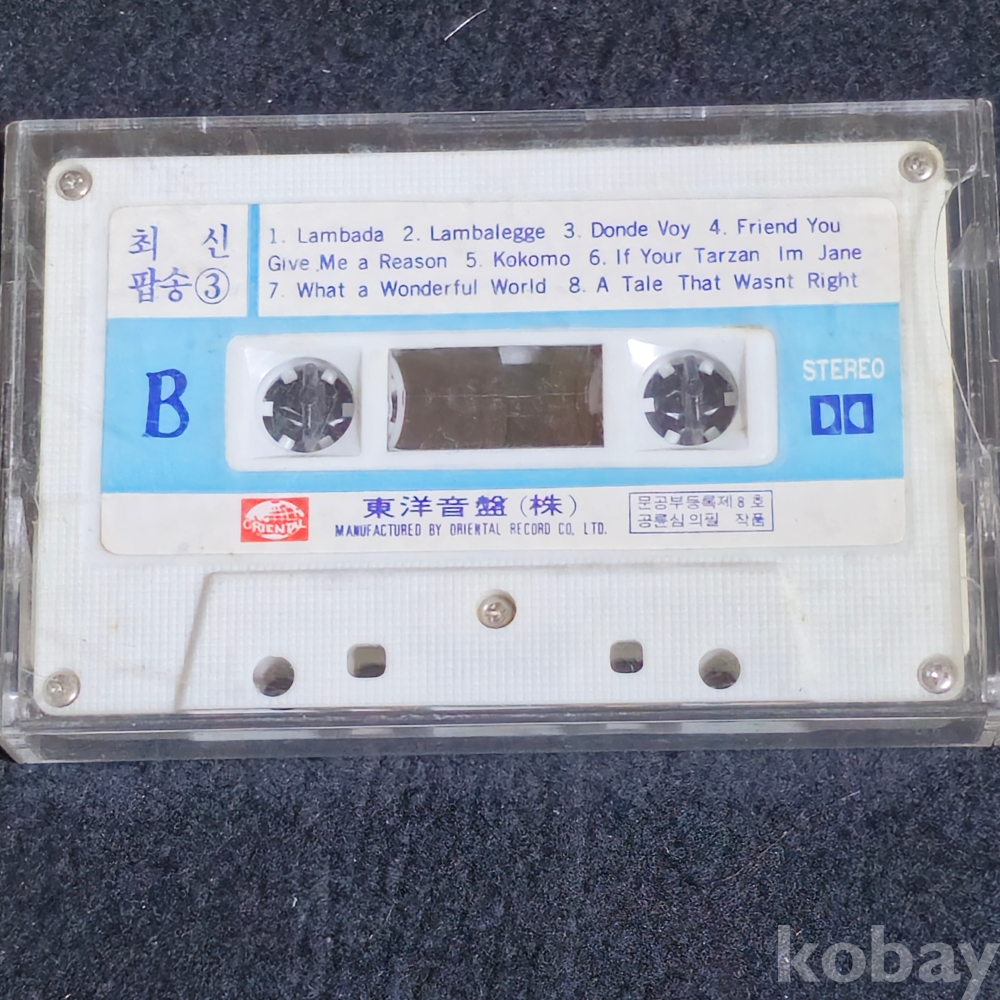 최 신
팝송 ③
1. Lambada 2. Lambalegge 3. Donde Voy 4. Friend You
Give Me a Reason 5. Kokomo 6. If Your Tarzan Im Jane
7. What a Wonderful World 8. A Tale That Wasnt Right
B
STEREO
ORIENTAL
東洋音盤(株)
MANUFACTURED BY ORIENTAL RECORD CO, LTD.
문공부등록제8호
공륜심의필 작품
kobay